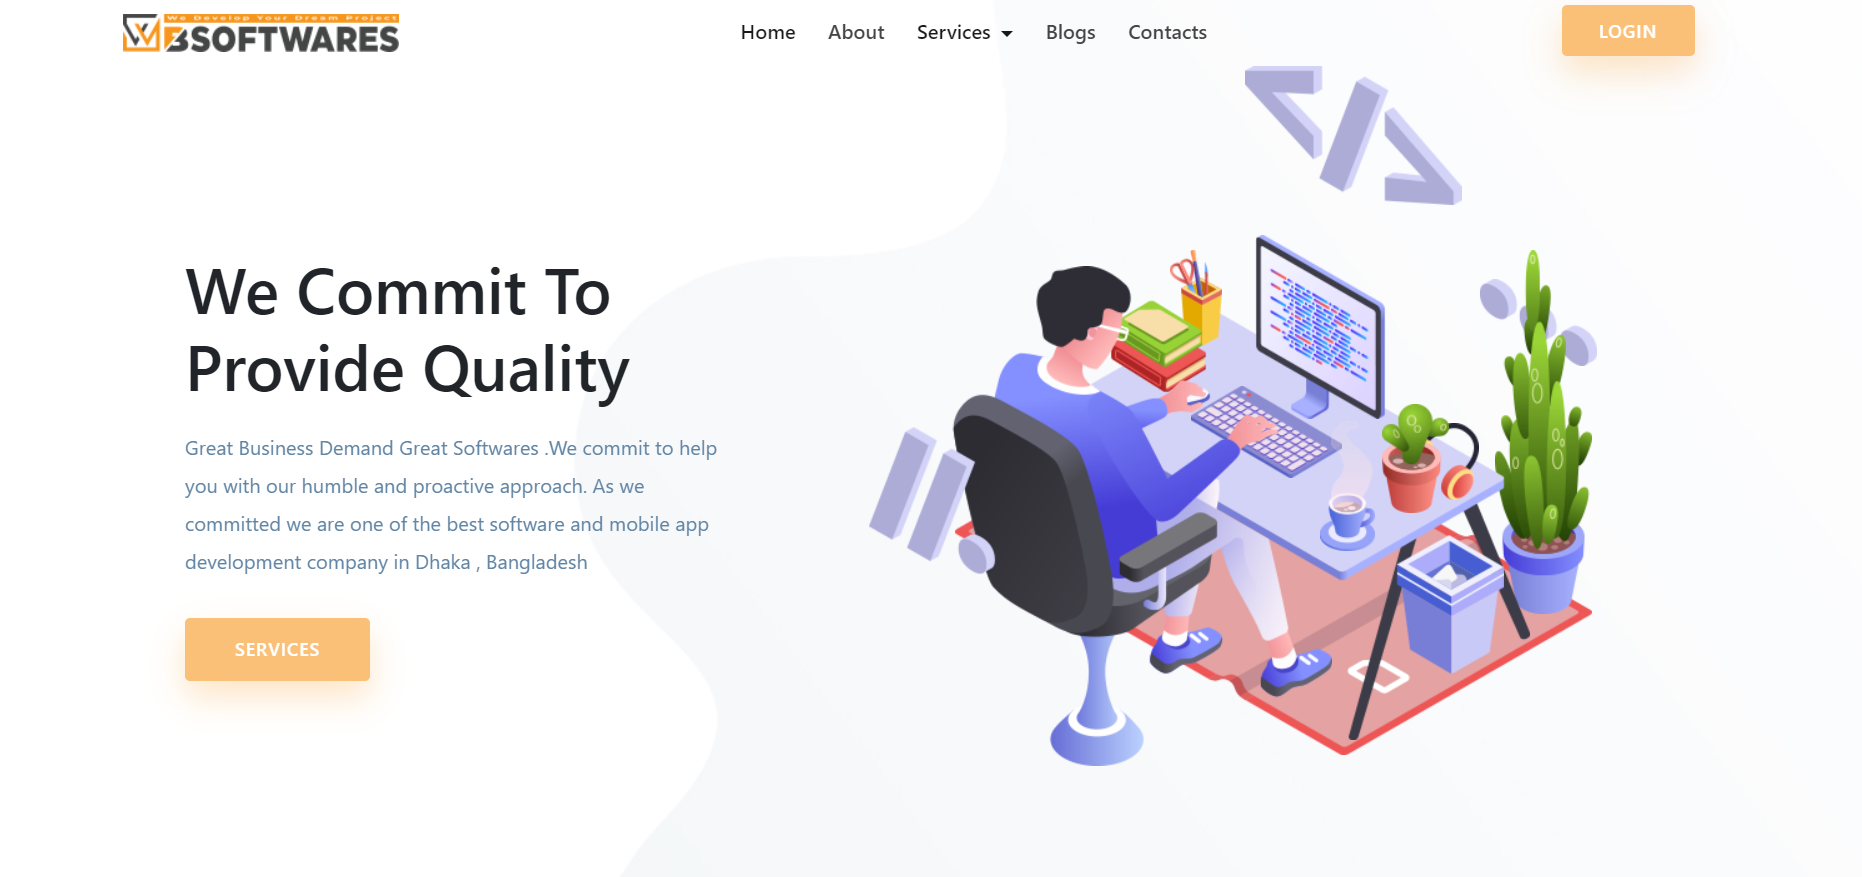 We Develop Your Dream Project
WBSOFTWARES
Home About Services Blogs Contacts
LOGIN
</>
We Commit To
Provide Quality
Great Business Demand Great Softwares .We commit to help
you with our humble and proactive approach. As we
committed we are one of the best software and mobile app
development company in Dhaka , Bangladesh
SERVICES